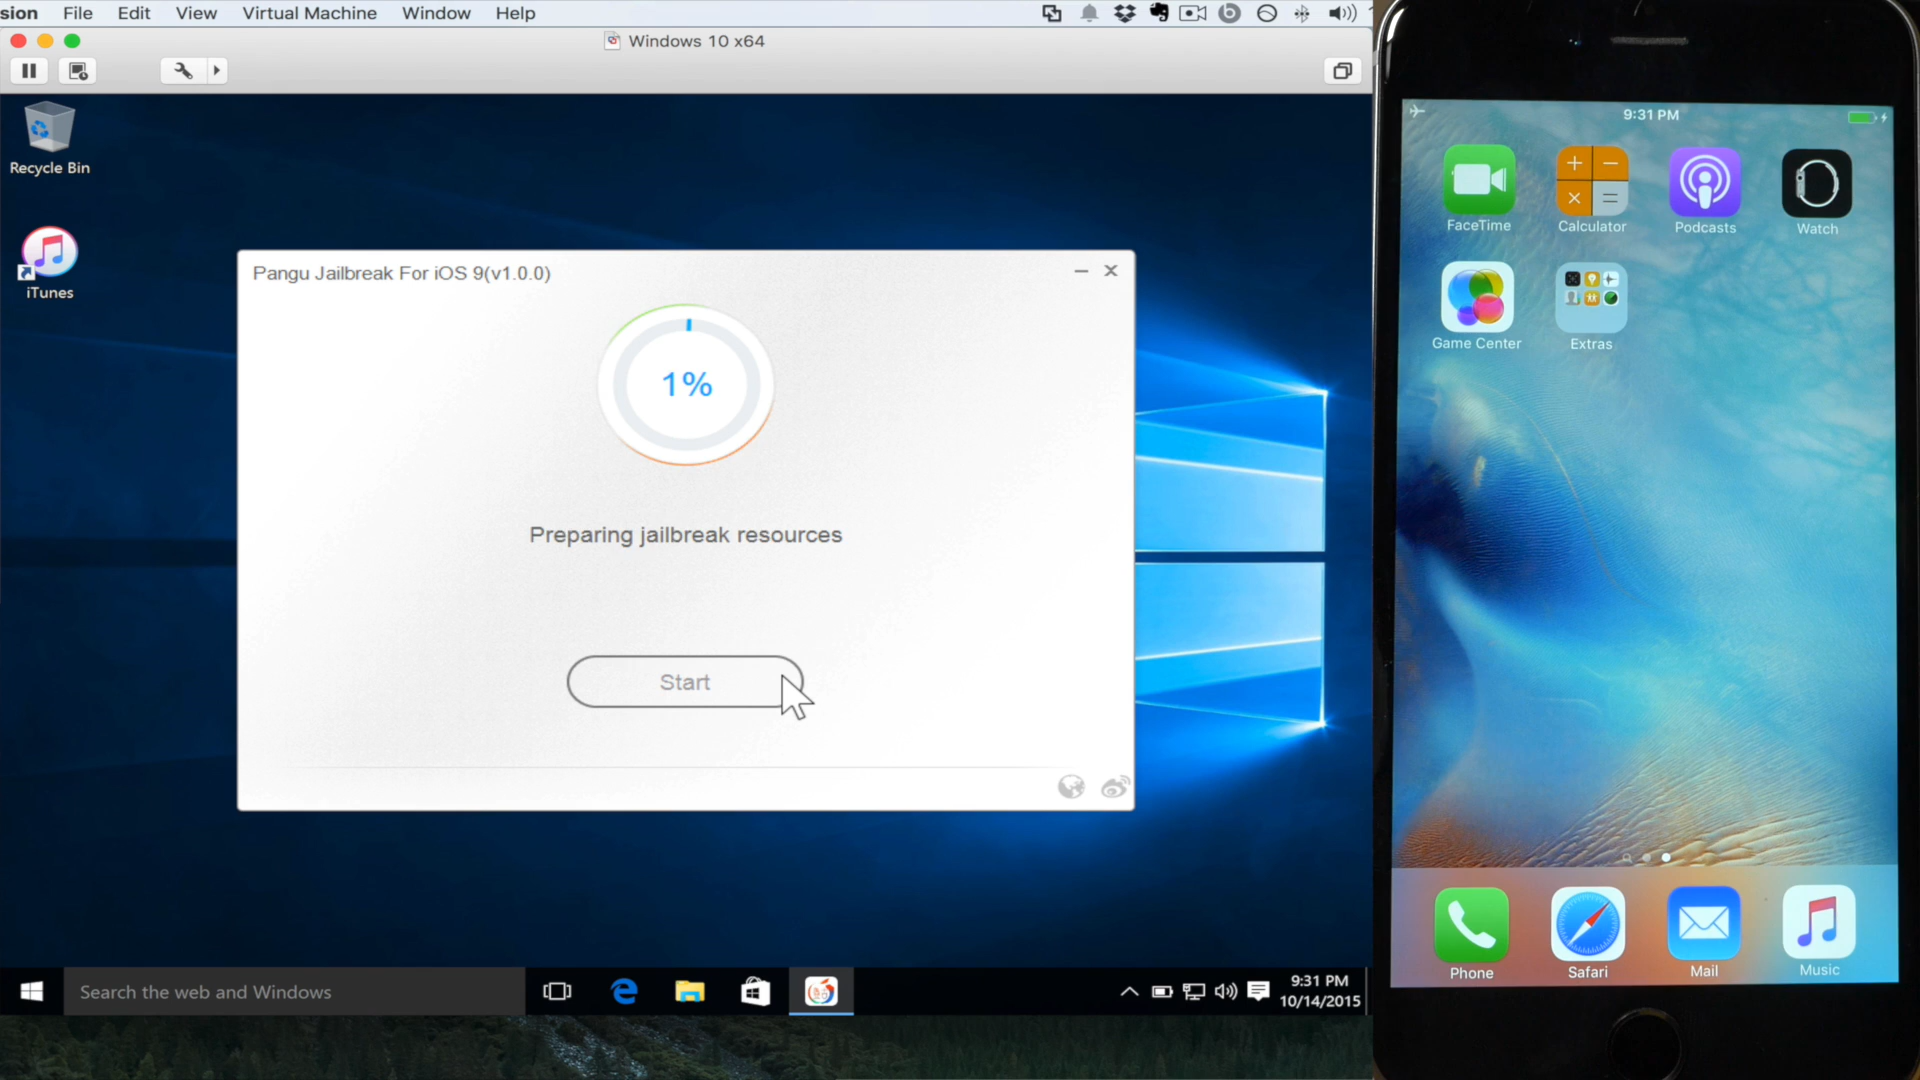 sion File Edit View Virtual Machine Window Help
Windows 10 x64
Recycle Bin
iTunes
Pangu Jailbreak For iOS 9(v1.0.0)
1%
Preparing jailbreak resources
Start
Search the web and Windows
9:31 PM
10/14/2015
9:31 PM
FaceTime Calculator Podcasts Watch
Game Center Extras
Phone Safari Mail Music